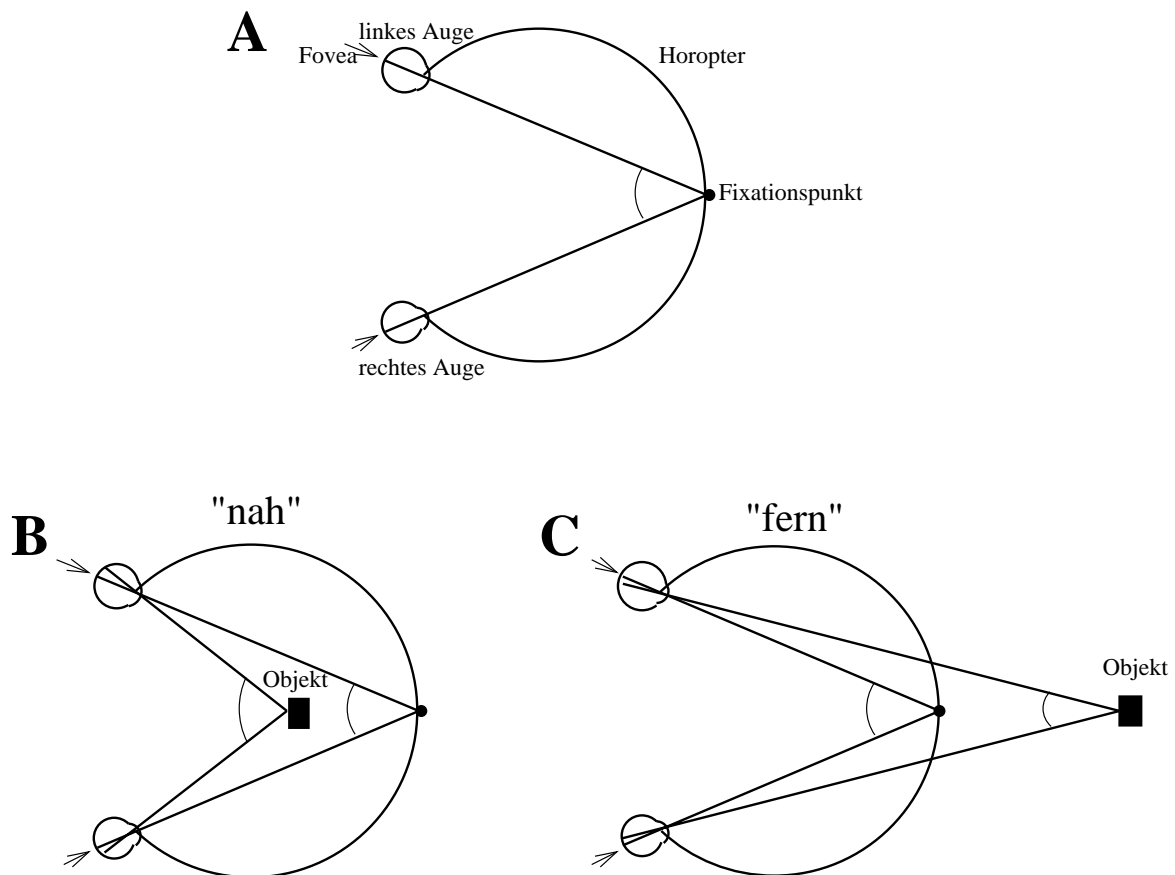 A
linkes Auge
Fovea
Horopter
Fixationspunkt
rechtes Auge
B
"nah"
Objekt
C
"fern"
Objekt